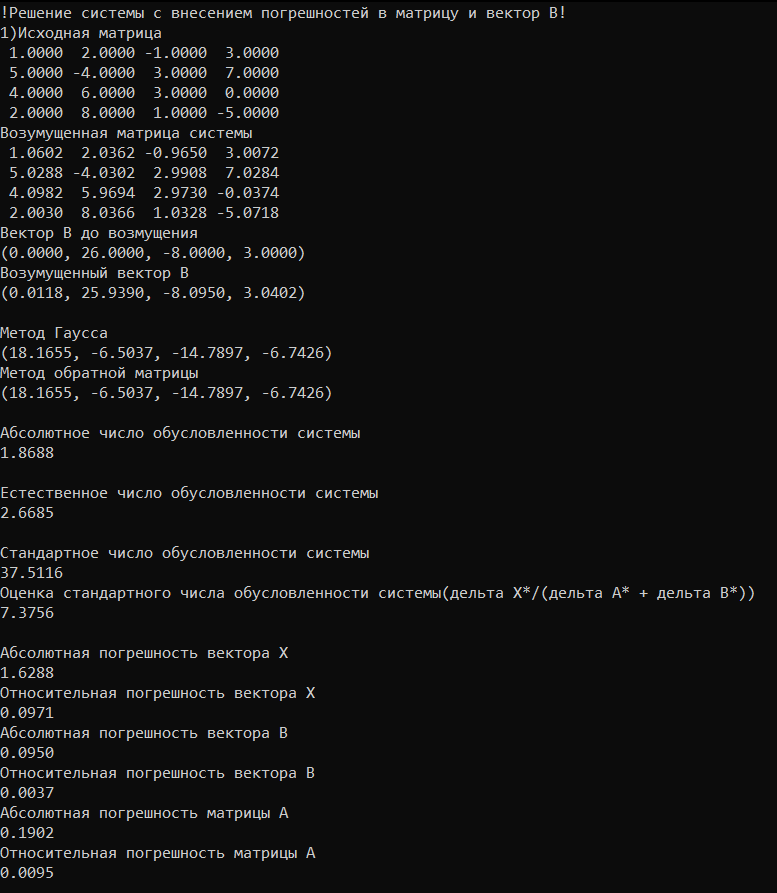 !Решение системы с внесением погрешностей в матрицу и вектор B!
1)Исходная матрица
1.0000 2.0000 -1.0000 3.0000
5.0000 -4.0000 3.0000 7.0000
4.0000 6.0000 3.0000 0.0000
2.0000 8.0000 1.0000 -5.0000
Возумущенная матрица системы
1.0602 2.0362 -0.9650 3.0072
5.0288 -4.0302 2.9908 7.0284
4.0982 5.9694 2.9730 -0.0374
2.0030 8.0366 1.0328 -5.0718
Вектор B до возмущения
(0.0000, 26.0000, -8.0000, 3.0000)
Возумущенный вектор B
(0.0118, 25.9390, -8.0950, 3.0402)
Метод Гаусса
(18.1655, -6.5037, -14.7897, -6.7426)
Метод обратной матрицы
(18.1655, -6.5037, -14.7897, -6.7426)
Абсолютное число обусловленности системы
1.8688
Естественное число обусловленности системы
2.6685
Стандартное число обусловленности системы
37.5116
Оценка стандартного числа обусловленности системы(дельта X*/(дельта A* + дельта B*))
7.3756
Абсолютная погрешность вектора X
1.6288
Относительная погрешность вектора X
0.0971
Абсолютная погрешность вектора B
0.0950
Относительная погрешность вектора B
0.0037
Абсолютная погрешность матрицы A
0.1902
Относительная погрешность матрицы A
0.0095